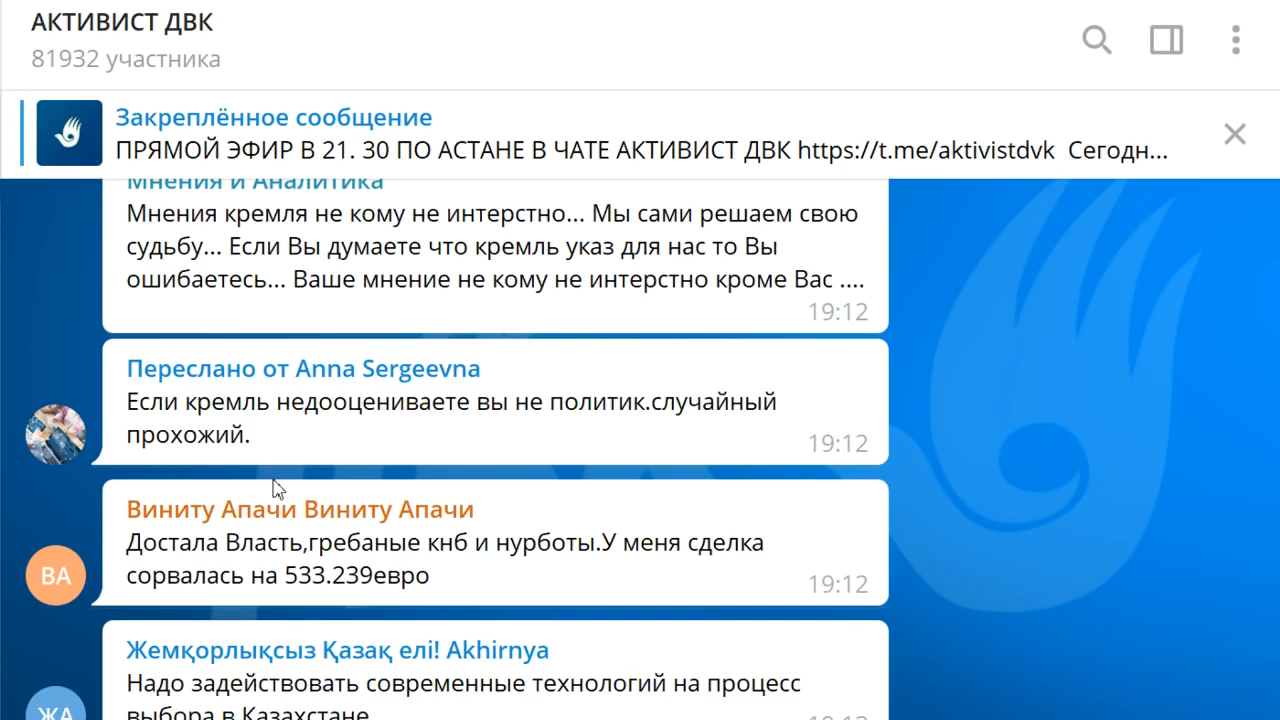 АКТИВИСТ ДВК
81932 участника
Закреплённое сообщение
ПРЯМОЙ ЭФИР В 21. 30 ПО АСТАНЕ В ЧАТЕ АКТИВИСТ ДВК https://t.me/aktivistdvk Сегодн...
Мнения и Аналитика
Мнения кремля не кому не интерстно... Мы сами решаем свою
судьбу... Если Вы думаете что кремль указ для нас то Вы
ошибаетесь... Ваше мнение не кому не интерстно кроме Вас ....
19:12
Переслано от Anna Sergeevna
Если кремль недооцениваете вы не политик.случайный
прохожий.
19:12
Виниту Апачи Виниту Апачи
Достала Власть,гребаные кнб и нурботы.У меня сделка
сорвалась на 533.239евро
19:12
ВА
Жемқорлықсыз Қазақ елі! Akhirnya
Надо задействовать современные технологий на процесс
выбора в Казахстане
ЖА